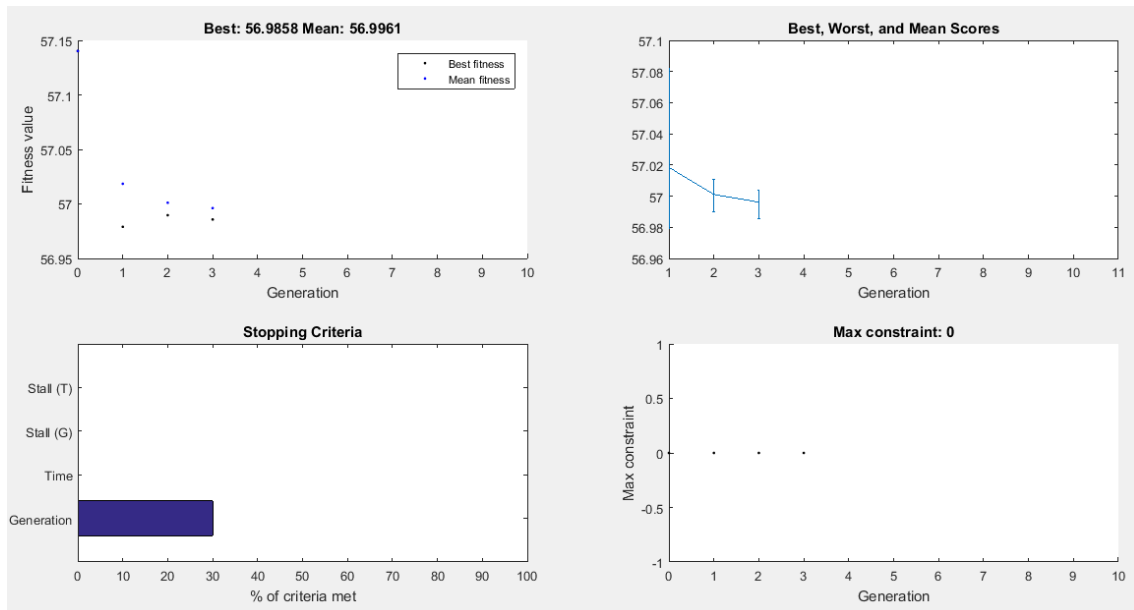 Best: 56.9858 Mean: 56.9961
57.15
57.1
57.05
57
56.95
Fitness value
Best fitness
Mean fitness
0 1 2 3 4 5 6 7 8 9 10
Generation
Best, Worst, and Mean Scores
57.1
57.08
57.06
57.04
57.02
57
56.98
56.96
1 2 3 4 5 6 7 8 9 10 11
Generation
Stopping Criteria
Stall (T)
Stall (G)
Time
Generation
0 10 20 30 40 50 60 70 80 90 100
% of criteria met
Max constraint: 0
1
0.5
0
-0.5
-1
Max constraint
0 1 2 3 4 5 6 7 8 9 10
Generation